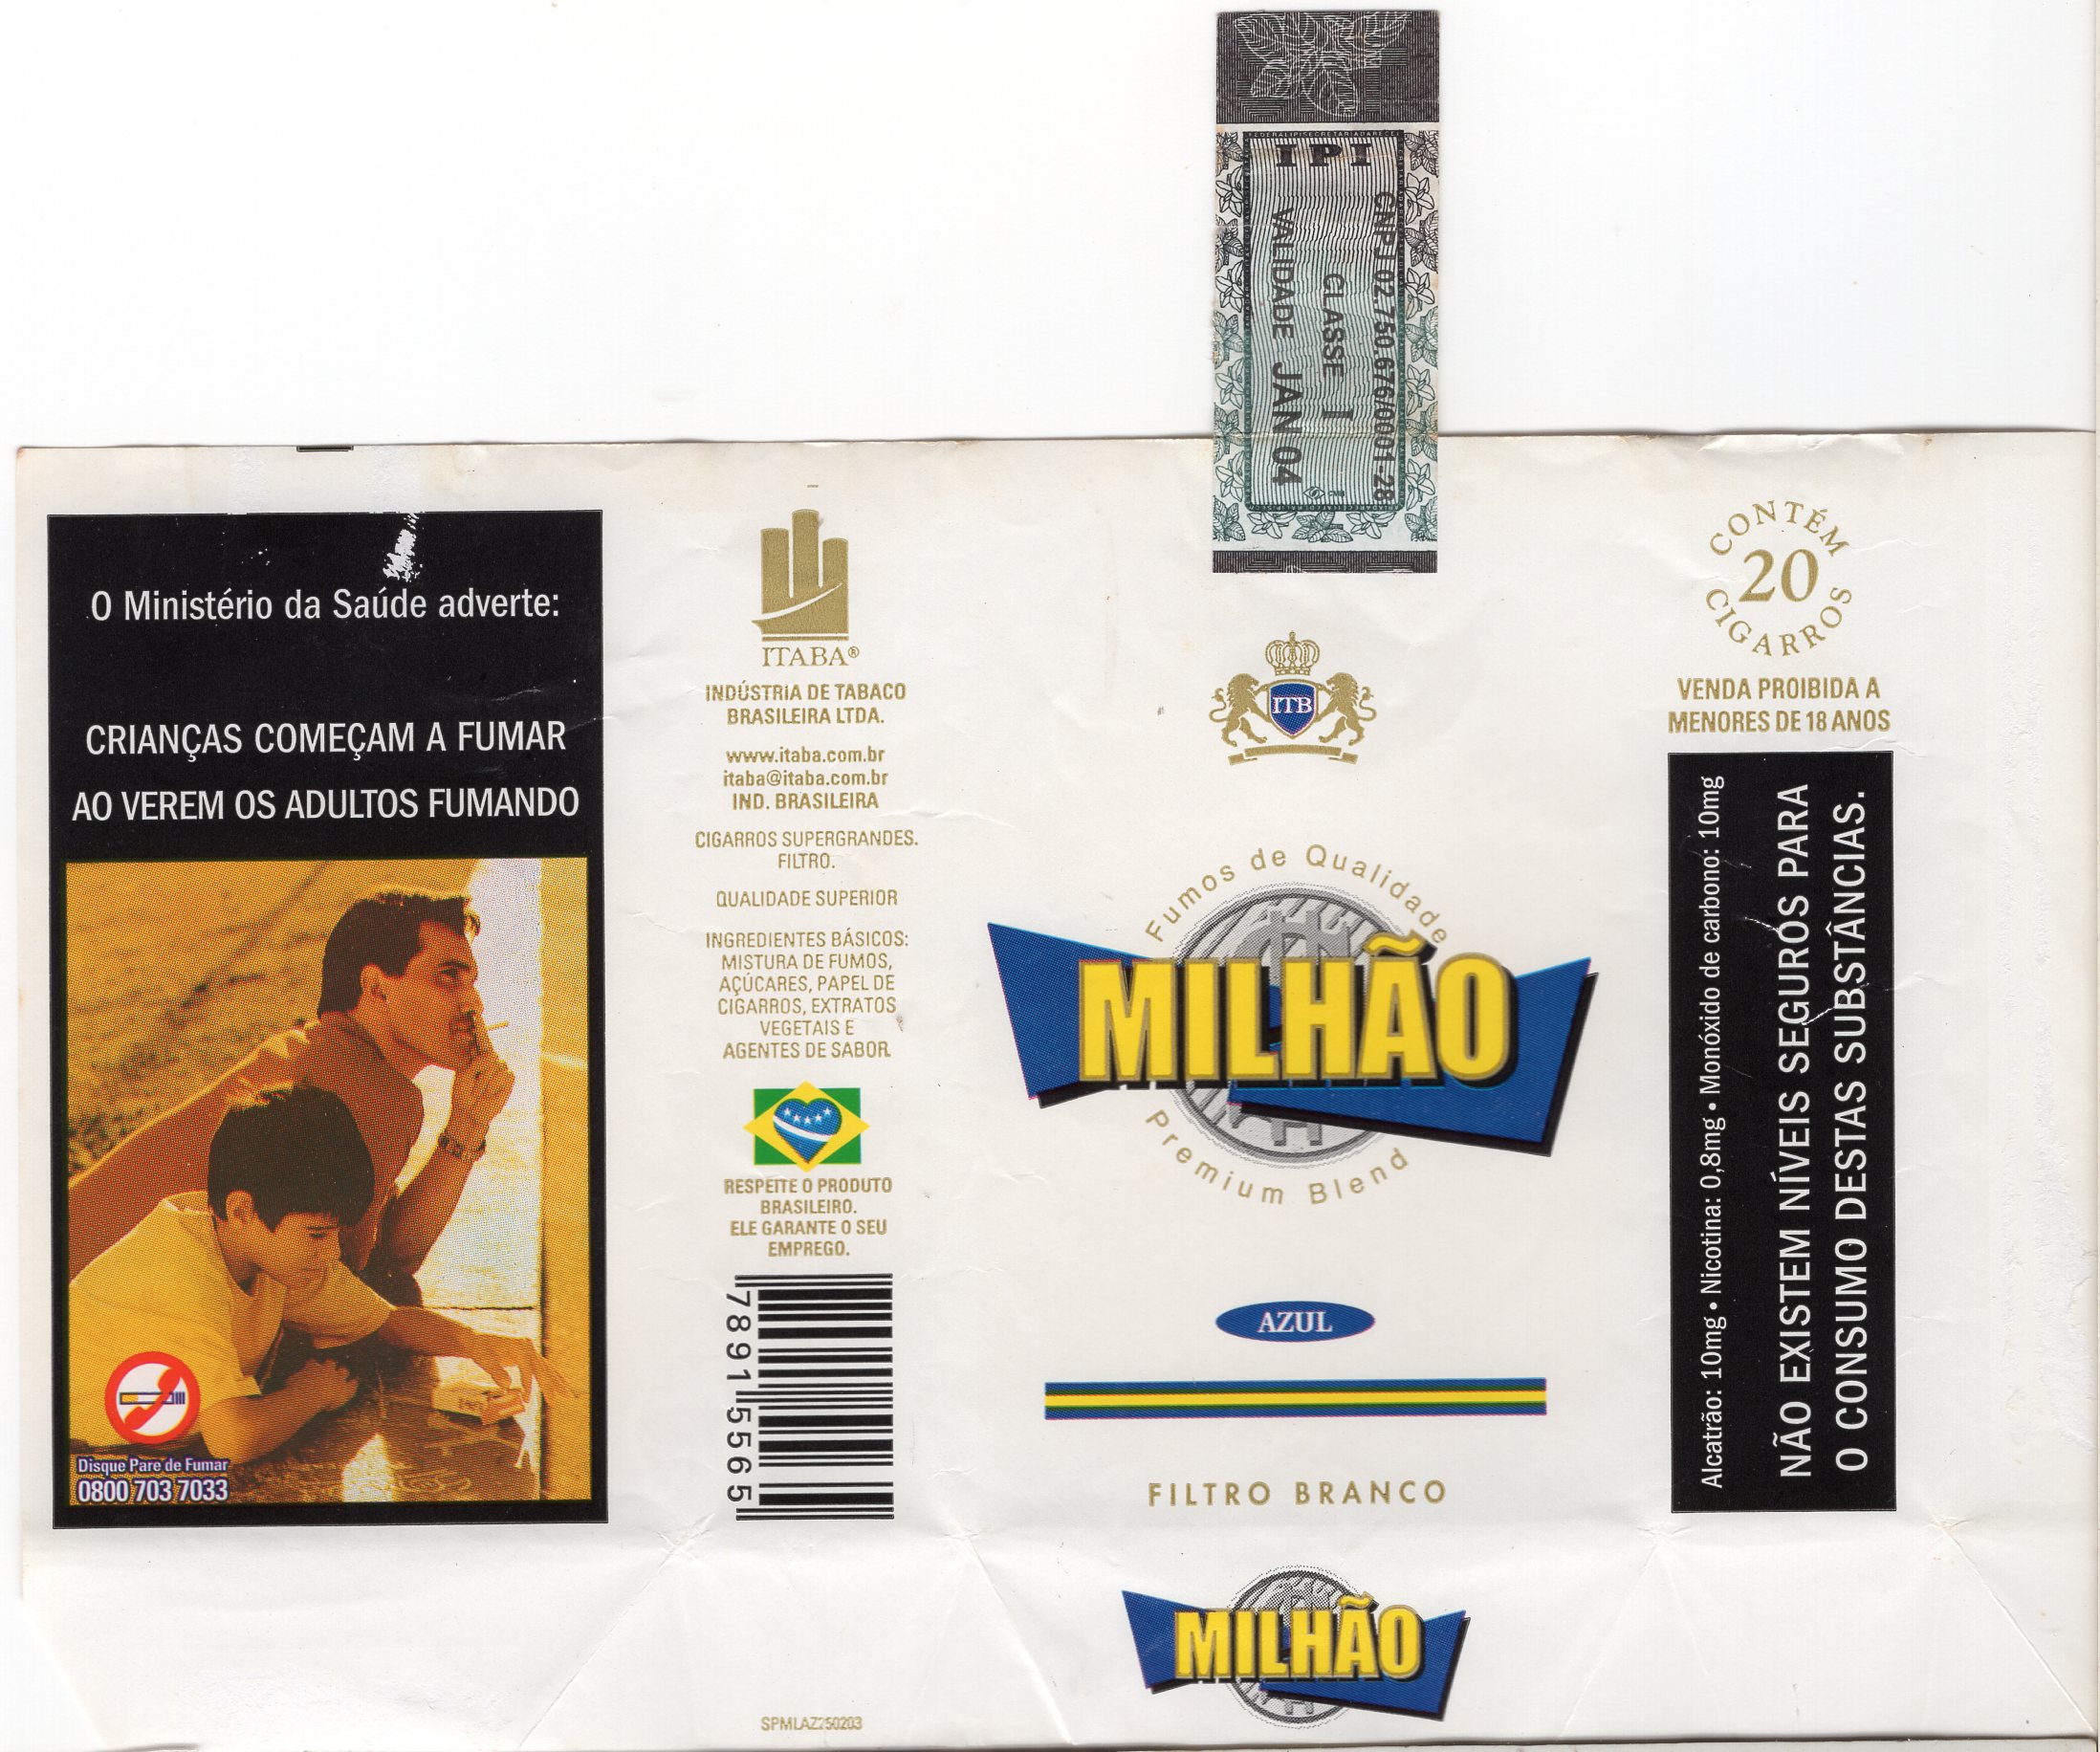 IPI
CNPJ 02.750.676/0001-28
CLASSE I
VALIDADE JAN 04
O Ministério da Saúde adverte:
CRIANÇAS COMEÇAM A FUMAR
AO VEREM OS ADULTOS FUMANDO
Disque Pare de Fumar
0800 703 7033
ITABA®
INDÚSTRIA DE TABACO
BRASILEIRA LTDA.
www.itaba.com.br
itaba@itaba.com.br
IND. BRASILEIRA
CIGARROS SUPERGRANDES.
FILTRO.
QUALIDADE SUPERIOR
INGREDIENTES BÁSICOS:
MISTURA DE FUMOS,
AÇÚCARES, PAPEL DE
CIGARROS, EXTRATOS
VEGETAIS E
AGENTES DE SABOR
RESPEITE O PRODUTO
BRASILEIRO.
ELE GARANTE O SEU
EMPREGO.
78915565
SPMLAZ250203
ITB
Fumos de Qualidade
MILHÃO
Premium Blend
AZUL
FILTRO BRANCO
MILHÃO
CONTÉM
20
CIGARROS
VENDA PROIBIDA A
MENORES DE 18 ANOS
Alcatrão: 10mg • Nicotina: 0,8mg • Monóxido de carbono: 10mg
NÃO EXISTEM NÍVEIS SEGUROS PARA
O CONSUMO DESTAS SUBSTÂNCIAS.